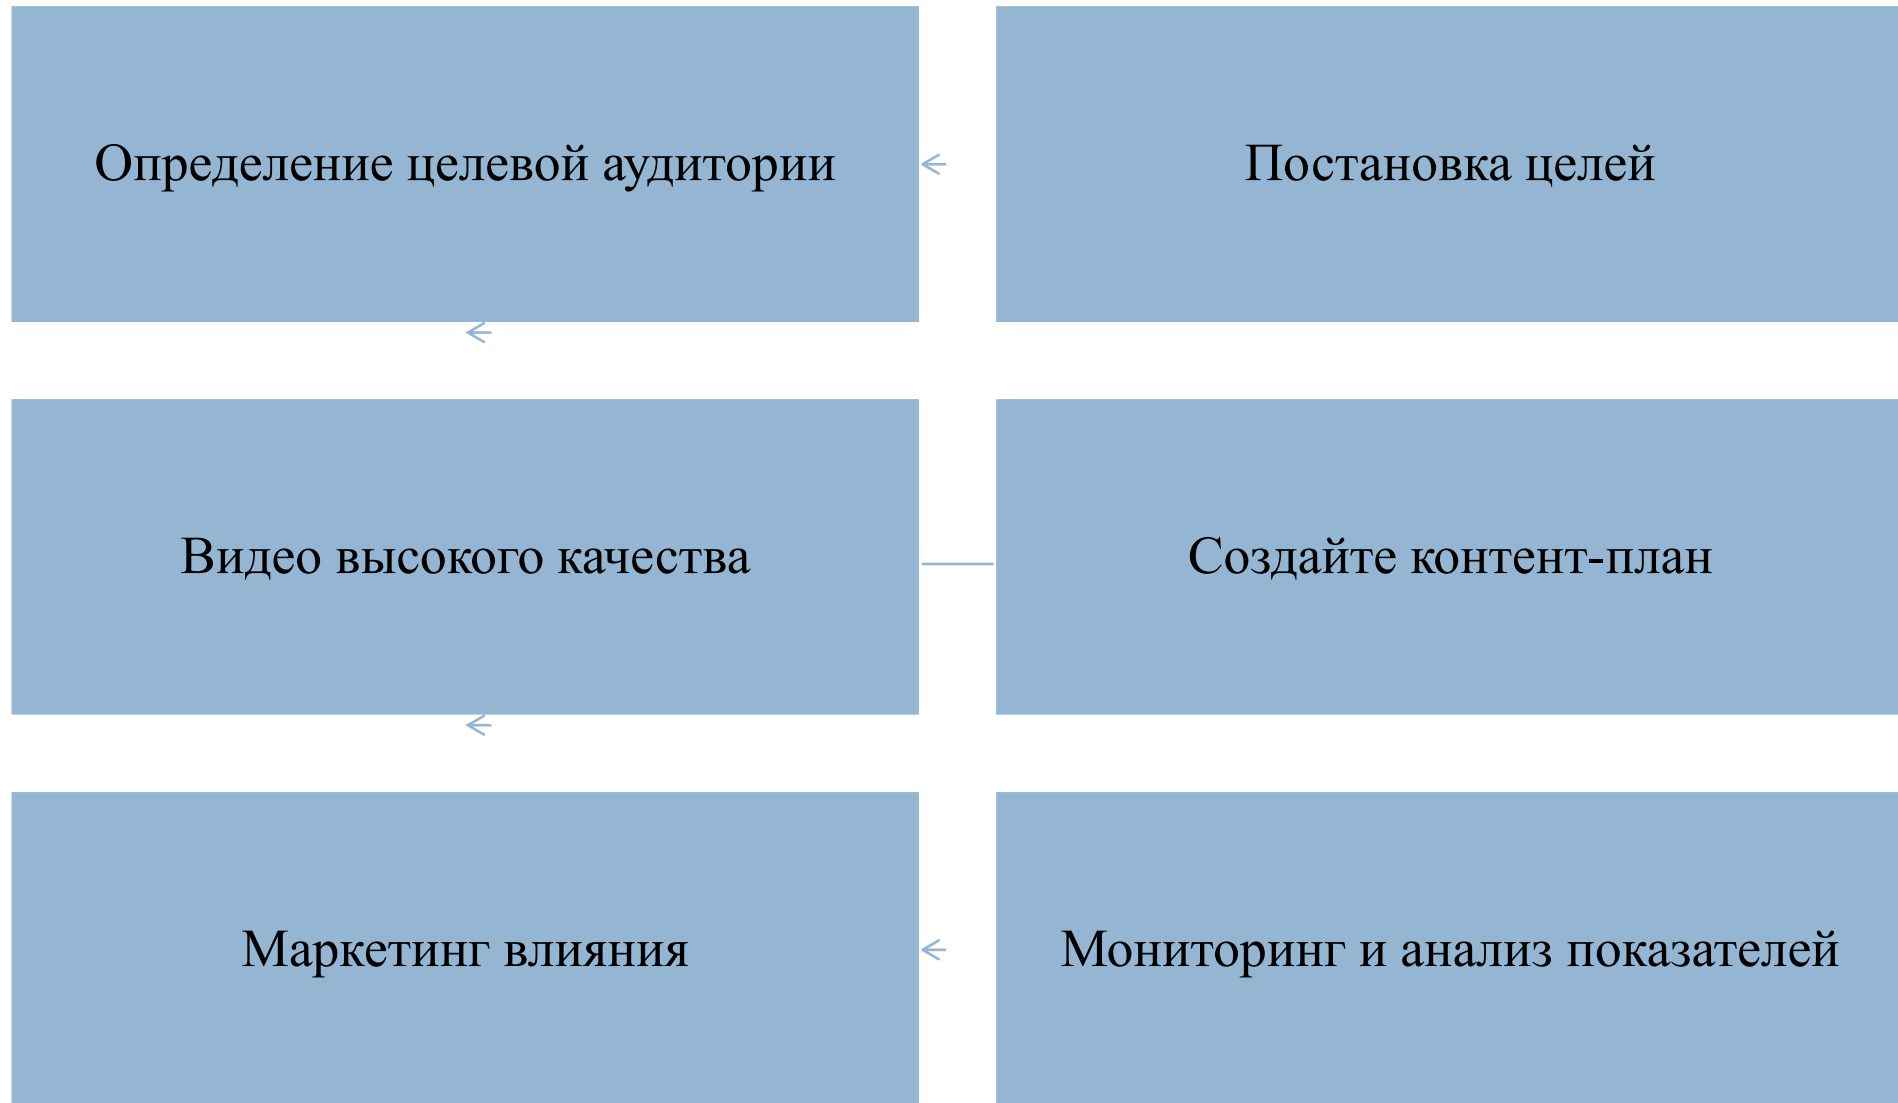 Определение целевой аудитории
Постановка целей
Видео высокого качества
Создайте контент-план
Маркетинг влияния
Мониторинг и анализ показателей